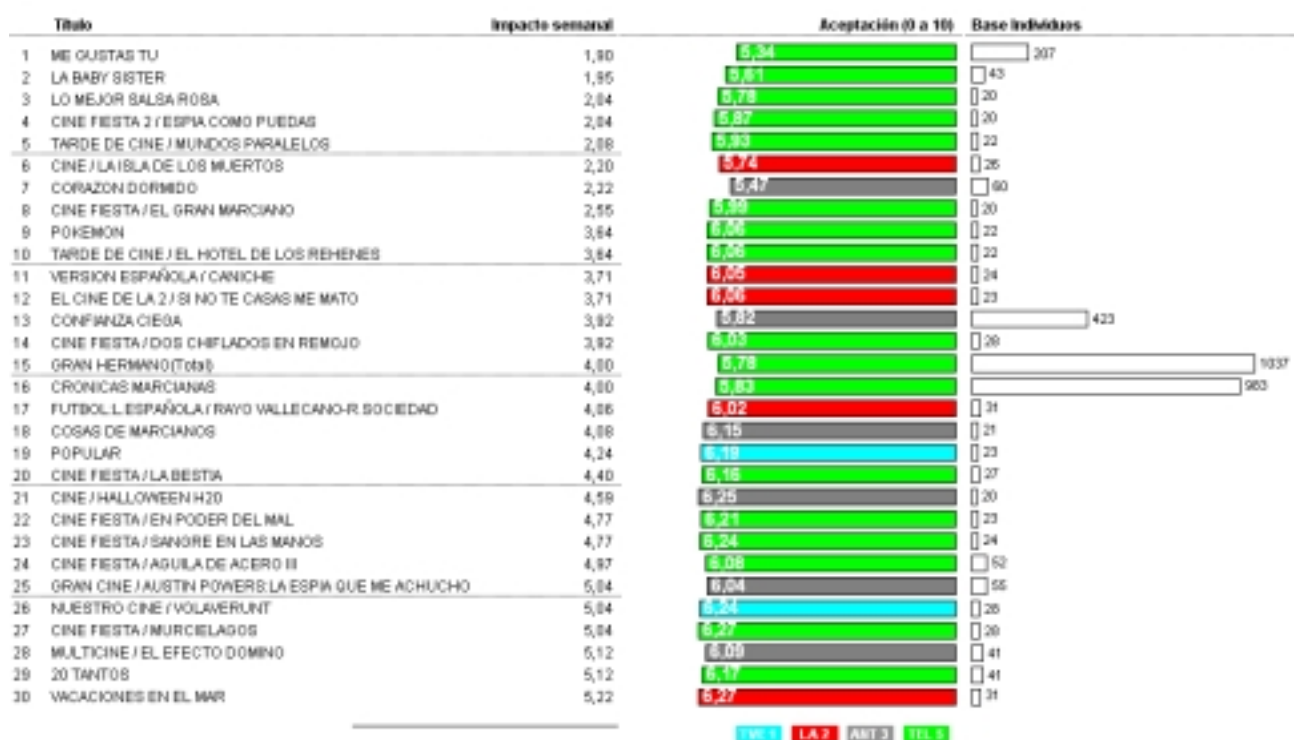 Título Impacto semanal Aceptación (0 a 10) Base Individuos
1 ME GUSTAS TU 1,90 5,34 207
2 LA BABY SISTER 1,95 5,61 43
3 LO MEJOR SALSA ROSA 2,04 5,78 20
4 CINE FIESTA 2 / ESPIA COMO PUEDAS 2,04 5,87 20
5 TARDE DE CINE / MUNDOS PARALELOS 2,08 5,93 22
6 CINE / LA ISLA DE LOS MUERTOS 2,20 5,74 26
7 CORAZON DORMIDO 2,22 5,47 60
8 CINE FIESTA / EL GRAN MARCIANO 2,55 5,99 20
9 POKEMON 3,64 6,06 22
10 TARDE DE CINE / EL HOTEL DE LOS REHENES 3,64 6,06 22
11 VERSION ESPAÑOLA / CANICHE 3,71 6,05 24
12 EL CINE DE LA 2 / SI NO TE CASAS ME MATO 3,71 6,06 23
13 CONFIANZA CIEGA 3,92 5,82 423
14 CINE FIESTA / DOS CHIFLADOS EN REMOJO 3,92 6,03 28
15 GRAN HERMANO(Total) 4,00 5,78 1037
16 CRONICAS MARCIANAS 4,00 5,83 983
17 FUTBOL:L.ESPAÑOLA / RAYO VALLECANO-R.SOCIEDAD 4,06 6,02 31
18 COSAS DE MARCIANOS 4,08 6,15 21
19 POPULAR 4,24 6,19 23
20 CINE FIESTA / LA BESTIA 4,40 6,16 27
21 CINE / HALLOWEEN H20 4,59 6,25 20
22 CINE FIESTA / EN PODER DEL MAL 4,77 6,21 23
23 CINE FIESTA / SANGRE EN LAS MANOS 4,77 6,24 24
24 CINE FIESTA / AGUILA DE ACERO III 4,97 6,08 52
25 GRAN CINE / AUSTIN POWERS:LA ESPIA QUE ME ACHUCHO 5,04 6,04 55
26 NUESTRO CINE / VOLAVERUNT 5,04 6,24 28
27 CINE FIESTA / MURCIELAGOS 5,04 6,27 28
28 MULTICINE / EL EFECTO DOMINO 5,12 6,09 41
29 20 TANTOS 5,12 6,17 41
30 VACACIONES EN EL MAR 5,22 6,27 31
TVE 1 LA 2 ANT 3 TEL 5